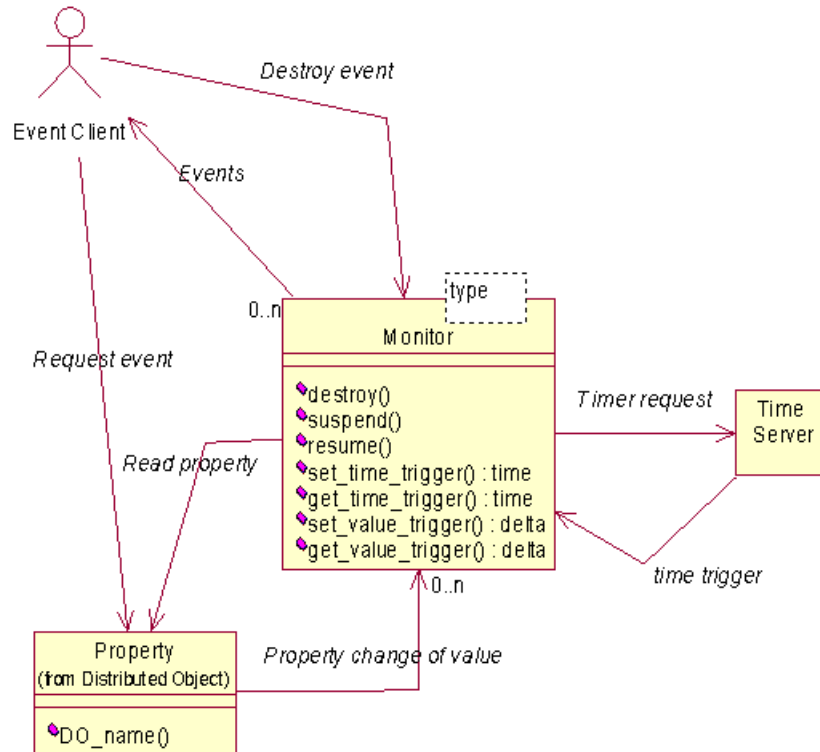 Destroy event
Event Client
Events
type
0..n
Monitor
Request event
destroy()
suspend()
resume()
set_time_trigger() : time
get_time_trigger() : time
set_value_trigger() : delta
get_value_trigger() : delta
Timer request
Time
Server
Read property
time trigger
0..n
Property
(from Distributed Object)
Property change of value
DO_name()